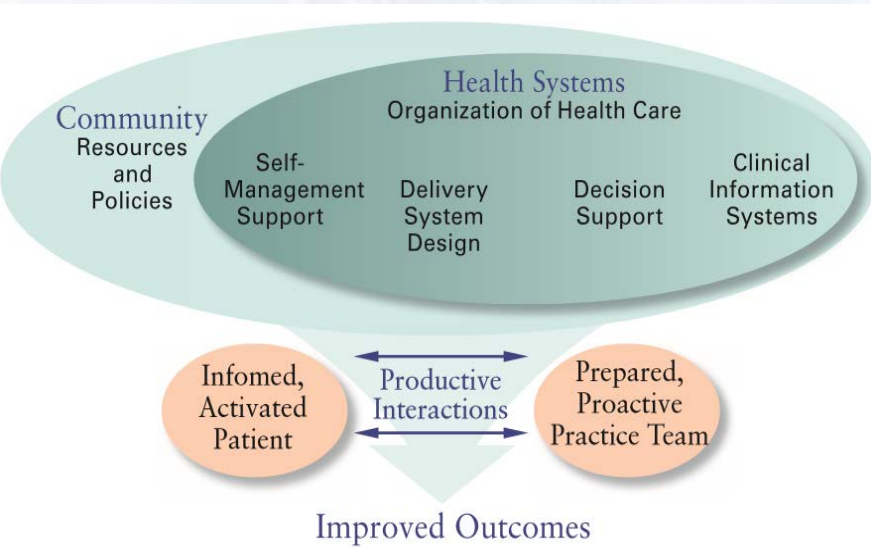 Health Systems
Organization of Health Care
Community
Resources
and
Policies
Self-
Management
Support
Delivery
System
Design
Decision
Support
Clinical
Information
Systems
Infomed,
Activated
Patient
Productive
Interactions
Prepared,
Proactive
Practice Team
Improved Outcomes